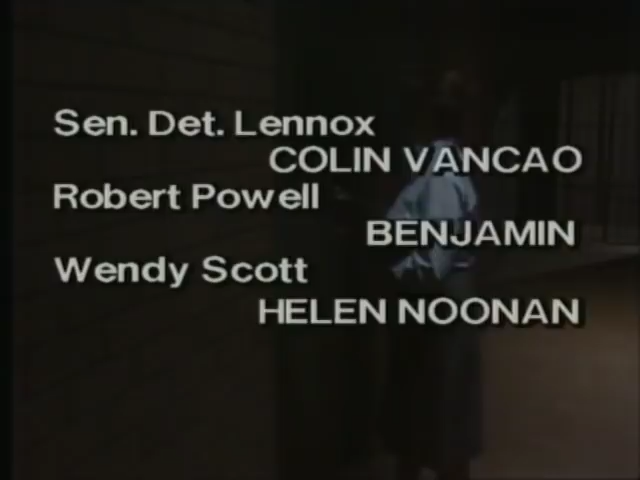 Sen. Det. Lennox
COLIN VANCAO
Robert Powell
BENJAMIN
Wendy Scott
HELEN NOONAN